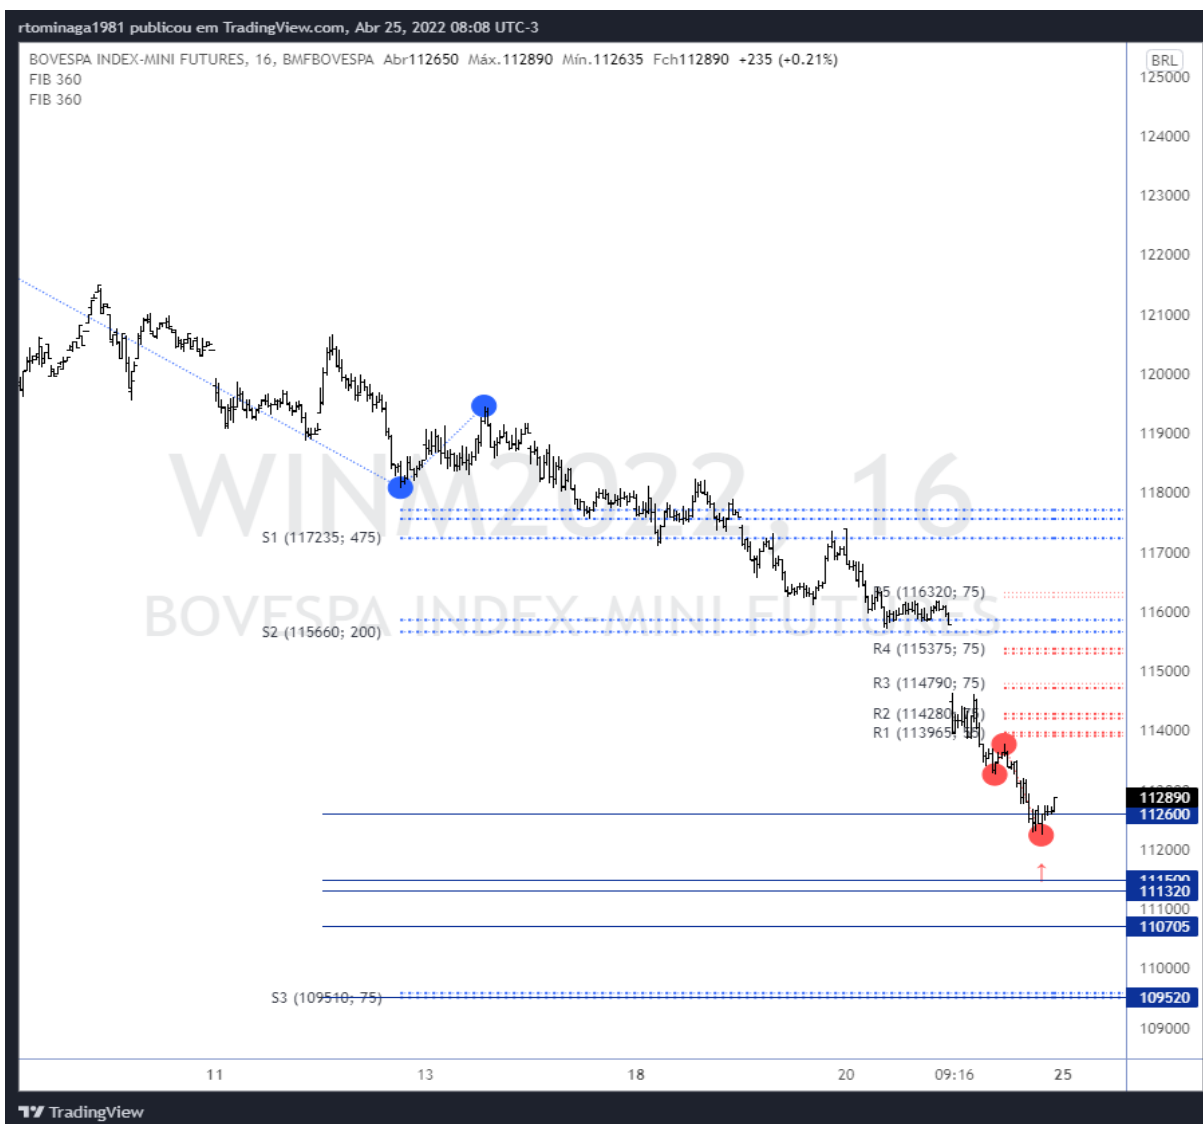 rtominaga1981 publicou em TradingView.com, Abr 25, 2022 08:08 UTC-3
BOVESPA INDEX-MINI FUTURES, 16, BMFBOVESPA Abr112650 Máx.112890 Mín.112635 Fch112890 +235 (+0.21%)
BRL
FIB 360
FIB 360
125000
124000
123000
122000
121000
120000
119000
118000
WINM2022, 16
S1 (117235; 475)
117000
R5 (116320; 75)
116000
BOVESPA INDEX-MINI FUTURES
S2 (115660; 200)
R4 (115375; 75)
115000
R3 (114790; 75)
R2 (114280; 75)
R1 (113965; 
114000
112890
112600
112000
111500
111320
111000
110705
110000
S3 (109510; 75)
109520
109000
11 13 18 20 09:16 25
TradingView